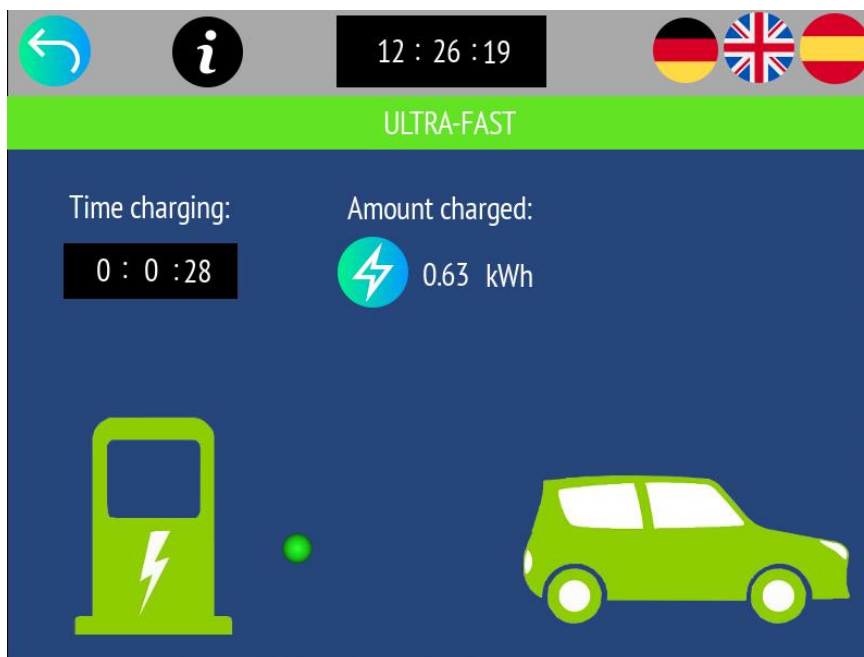 i
12 : 26 : 19
ULTRA-FAST
Time charging:
0 : 0 : 28
Amount charged:
0.63 kWh